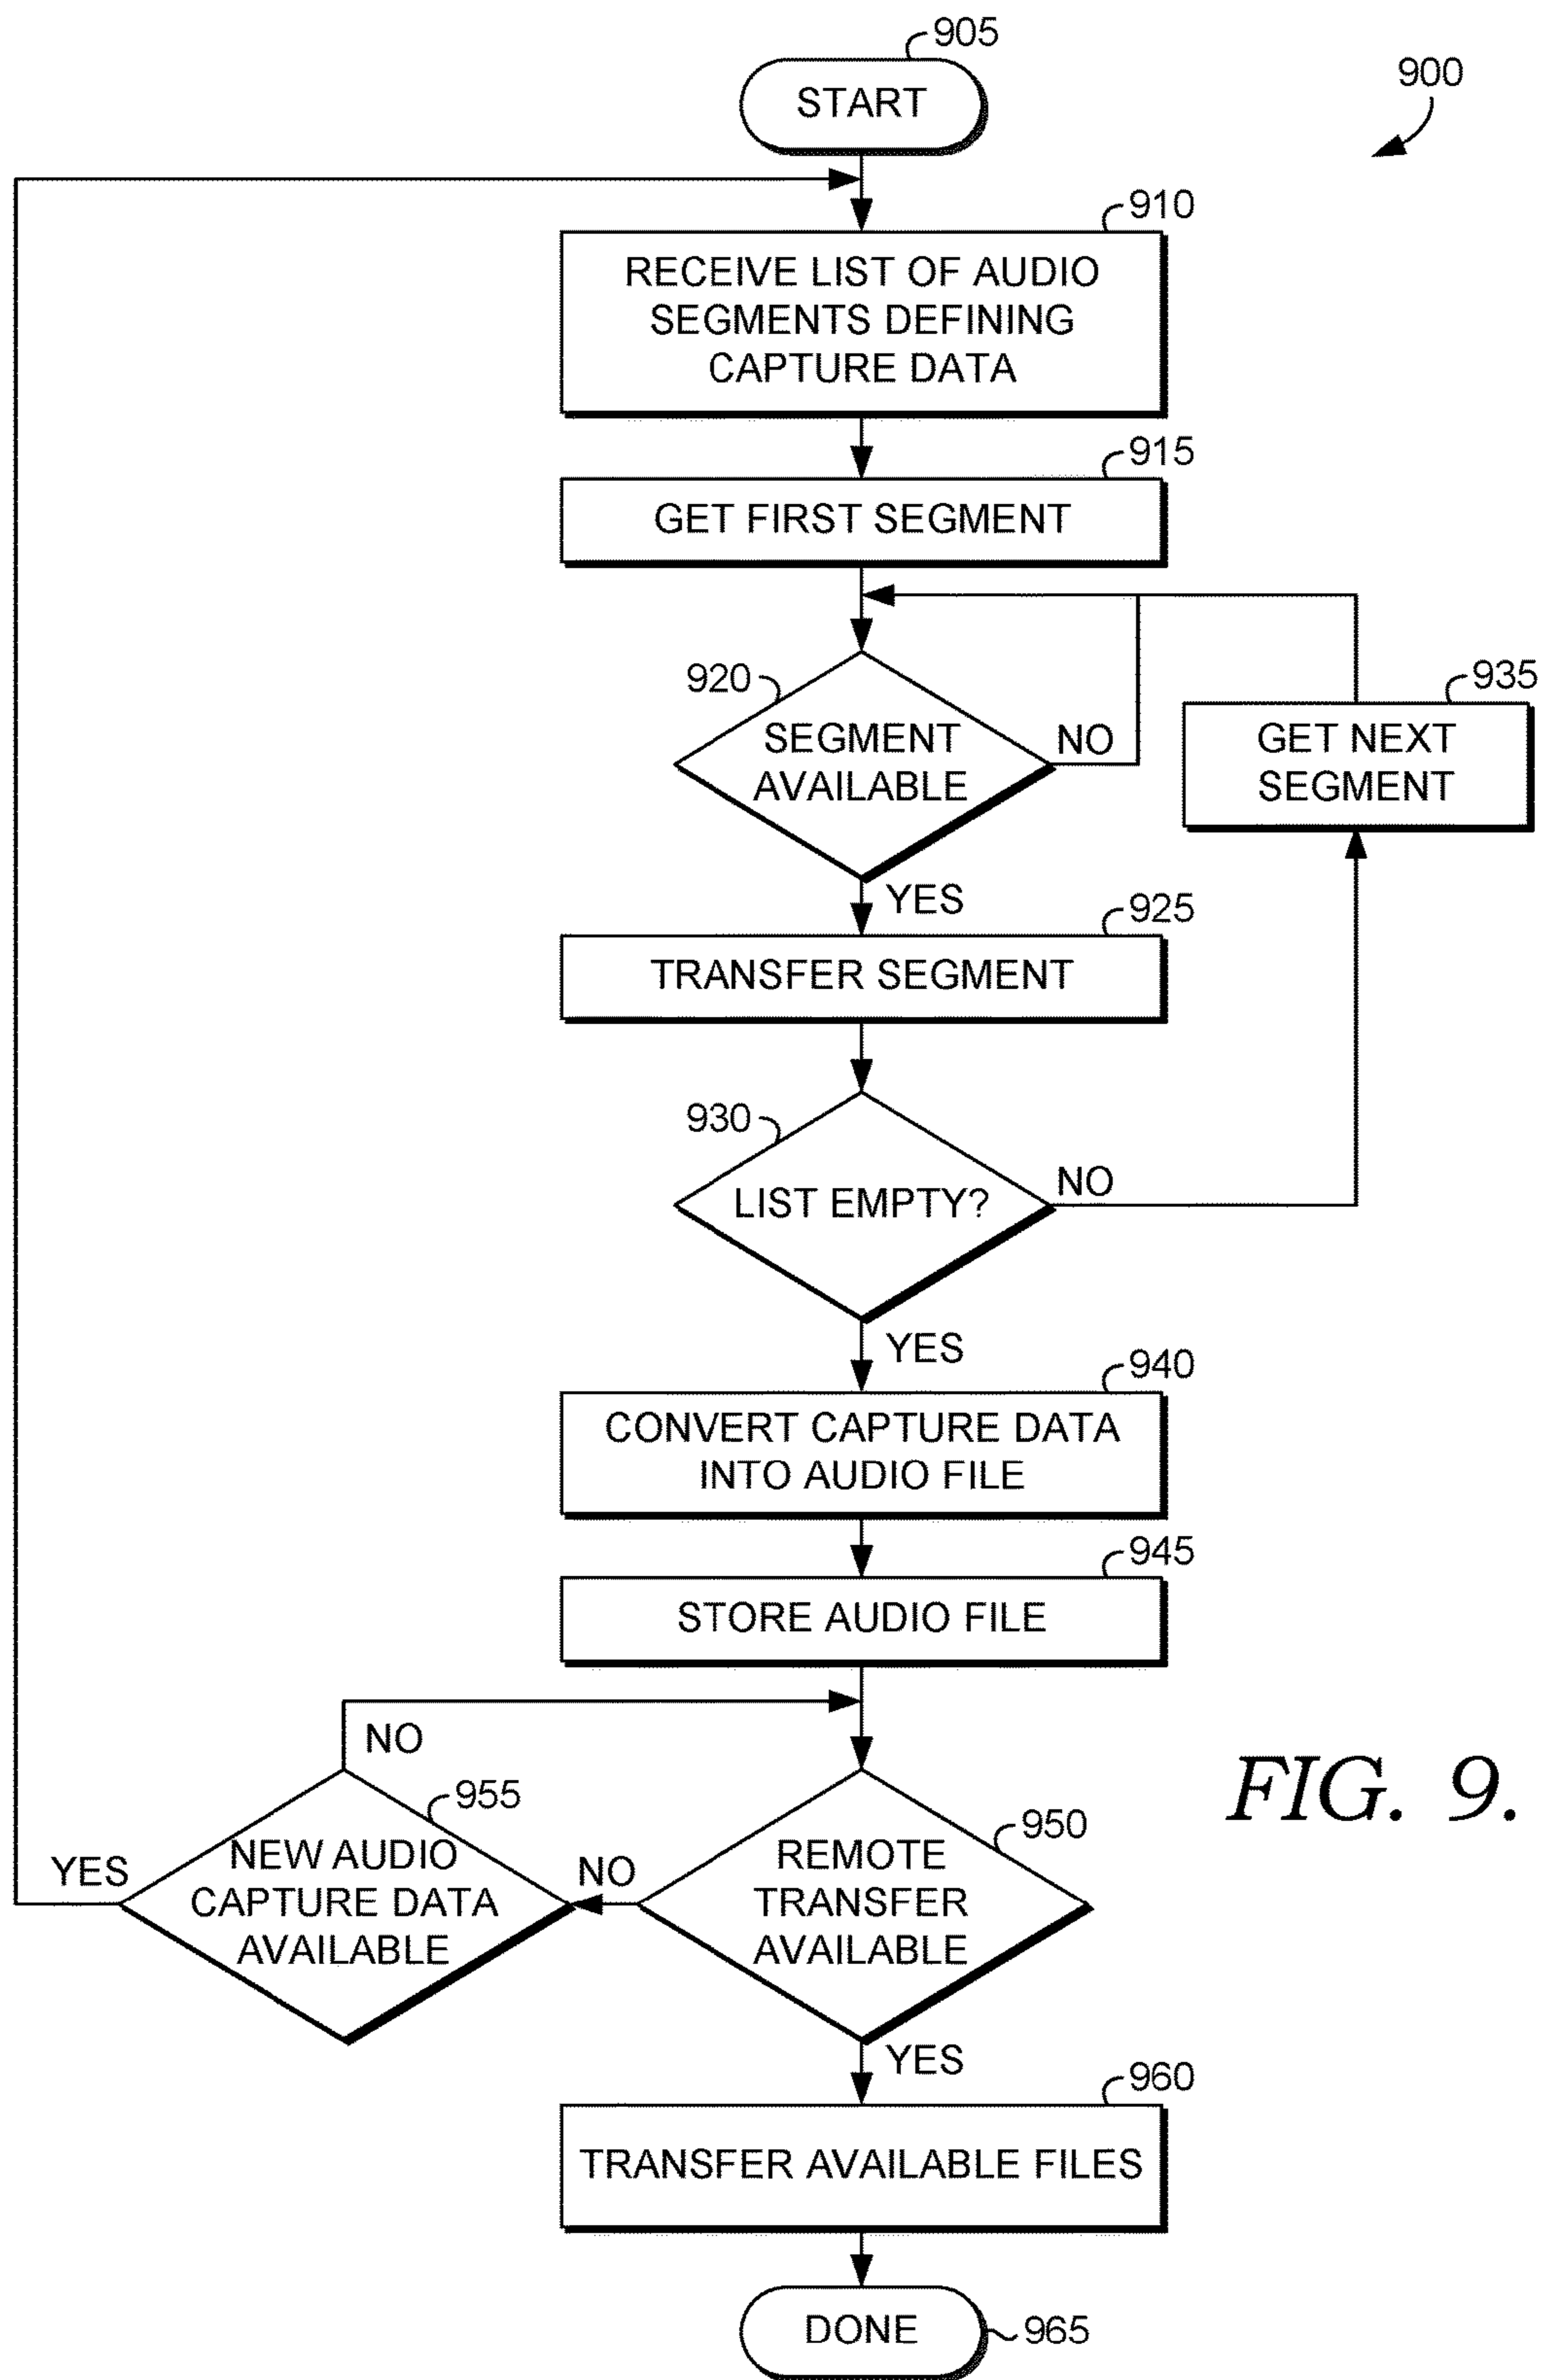 905
START
900
910
RECEIVE LIST OF AUDIO
SEGMENTS DEFINING
CAPTURE DATA
915
GET FIRST SEGMENT
920
SEGMENT
AVAILABLE
NO
935
GET NEXT
SEGMENT
YES
925
TRANSFER SEGMENT
930
LIST EMPTY?
NO
YES
940
CONVERT CAPTURE DATA
INTO AUDIO FILE
945
STORE AUDIO FILE
NO
955
NEW AUDIO
CAPTURE DATA
AVAILABLE
YES
NO
950
REMOTE
TRANSFER
AVAILABLE
FIG. 9.
YES
960
TRANSFER AVAILABLE FILES
DONE
965